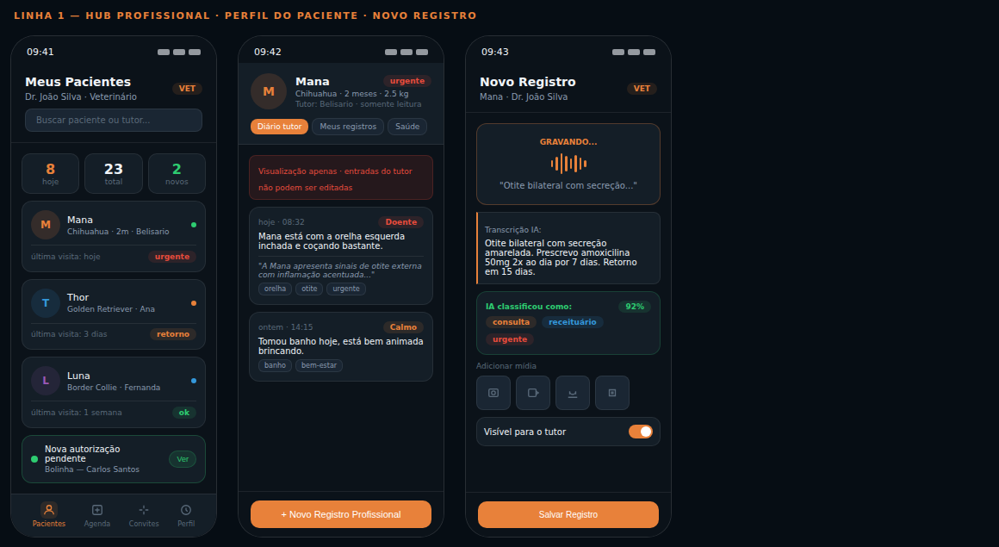 LINHA 1 — HUB PROFISSIONAL · PERFIL DO PACIENTE · NOVO REGISTRO
09:41
Meus Pacientes
Dr. João Silva · Veterinário
VET
Buscar paciente ou tutor...
8
hoje
23
total
2
novos
M
Mana
Chihuahua · 2m · Belisario
última visita: hoje
urgente
T
Thor
Golden Retriever · Ana
última visita: 3 dias
retorno
L
Luna
Border Collie · Fernanda
última visita: 1 semana
ok
Nova autorização
pendente
Bolinha — Carlos Santos
Ver
Pacientes
Agenda
Convites
Perfil
09:42
M
Mana
urgente
Chihuahua · 2 meses · 2.5 kg
Tutor: Belisario · somente leitura
Diário tutor
Meus registros
Saúde
Visualização apenas · entradas do tutor
não podem ser editadas
hoje · 08:32
Doente
Mana está com a orelha esquerda
inchada e coçando bastante.
"A Mana apresenta sinais de otite externa
com inflamação acentuada..."
orelha
otite
urgente
ontem · 14:15
Calmo
Tomou banho hoje, está bem animada
brincando.
banho
bem-estar
+ Novo Registro Profissional
09:43
Novo Registro
Mana · Dr. João Silva
VET
GRAVANDO...
"Otite bilateral com secreção..."
Transcrição IA:
Otite bilateral com secreção
amarelada. Prescrevo amoxicilina
50mg 2x ao dia por 7 dias. Retorno
em 15 dias.
IA classificou como:
92%
consulta
receituário
urgente
Adicionar mídia
Visível para o tutor
Salvar Registro